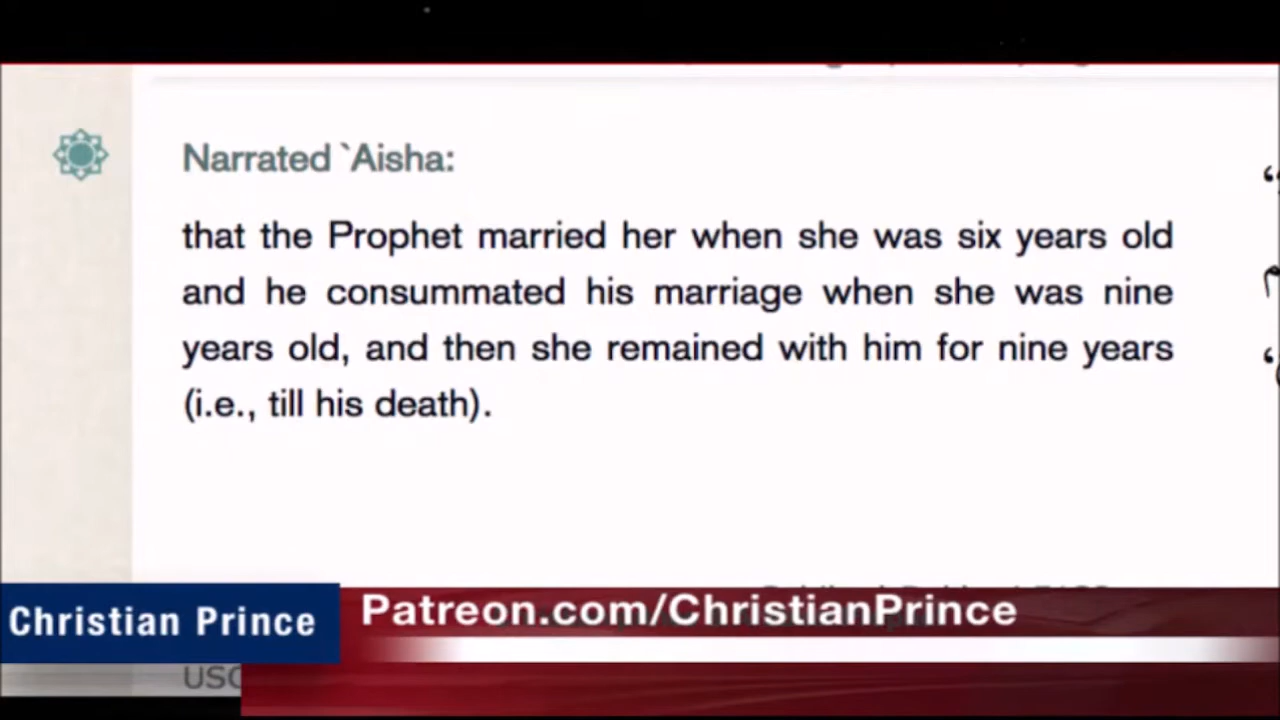 Narrated `Aisha:
that the Prophet married her when she was six years old
and he consummated his marriage when she was nine
years old, and then she remained with him for nine years
(i.e., till his death).
Christian Prince
Patreon.com/ChristianPrince
USC